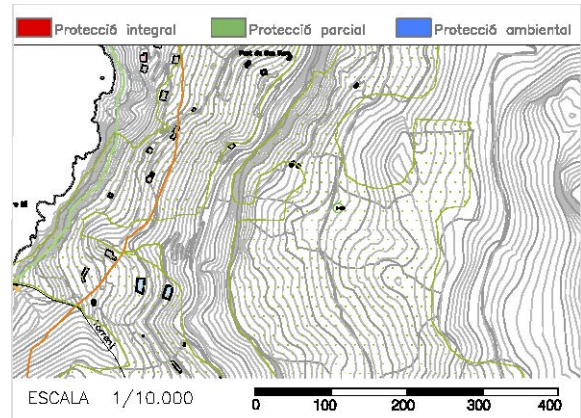 Protecció integral
Protecció parcial
Protecció ambiental
torrent
ESCALA 1/10.000
0 100 200 300 400